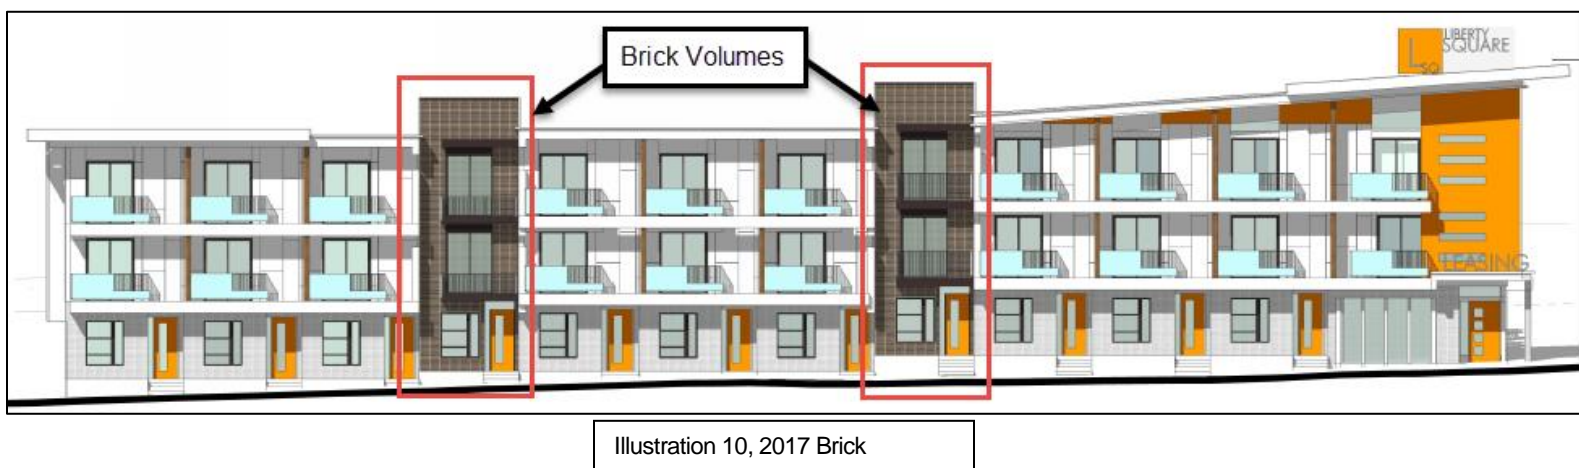 Brick Volumes
LIBERTY
SQUARE
L
SQ
LEASING
Illustration 10, 2017 Brick